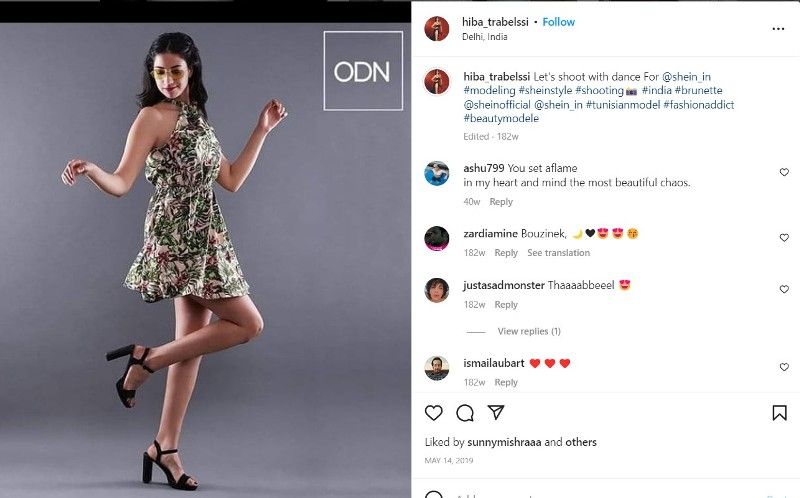 ODN
hiba_trabelssi • Follow
Delhi, India
hiba_trabelssi Let's shoot with dance For @shein_in
#modeling #sheinstyle #shooting📸 #india #brunette
@sheinofficial @shein_in #tunisianmodel #fashionaddict
#beautymodele
Edited · 182w
ashu799 You set aflame
in my heart and mind the most beautiful chaos.
40w Reply
zardiamine Bouzinek, 🌙🖤😍😍😚
182w Reply See translation
justasadmonster Thaaaabbeeel 😍
182w Reply
View replies (1)
ismailaubart ❤️❤️❤️
182w Reply
Liked by sunnymishraaa and others
MAY 14, 2019